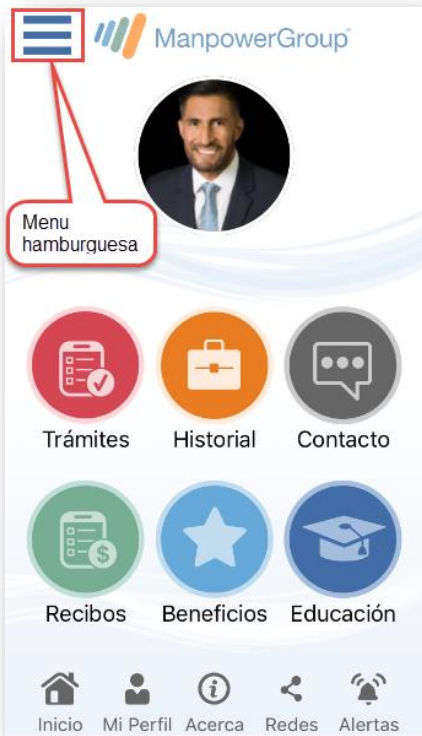 ManpowerGroup
Menu
hamburguesa
Trámites Historial Contacto
Recibos Beneficios Educación
Inicio Mi Perfil Acerca Redes Alertas